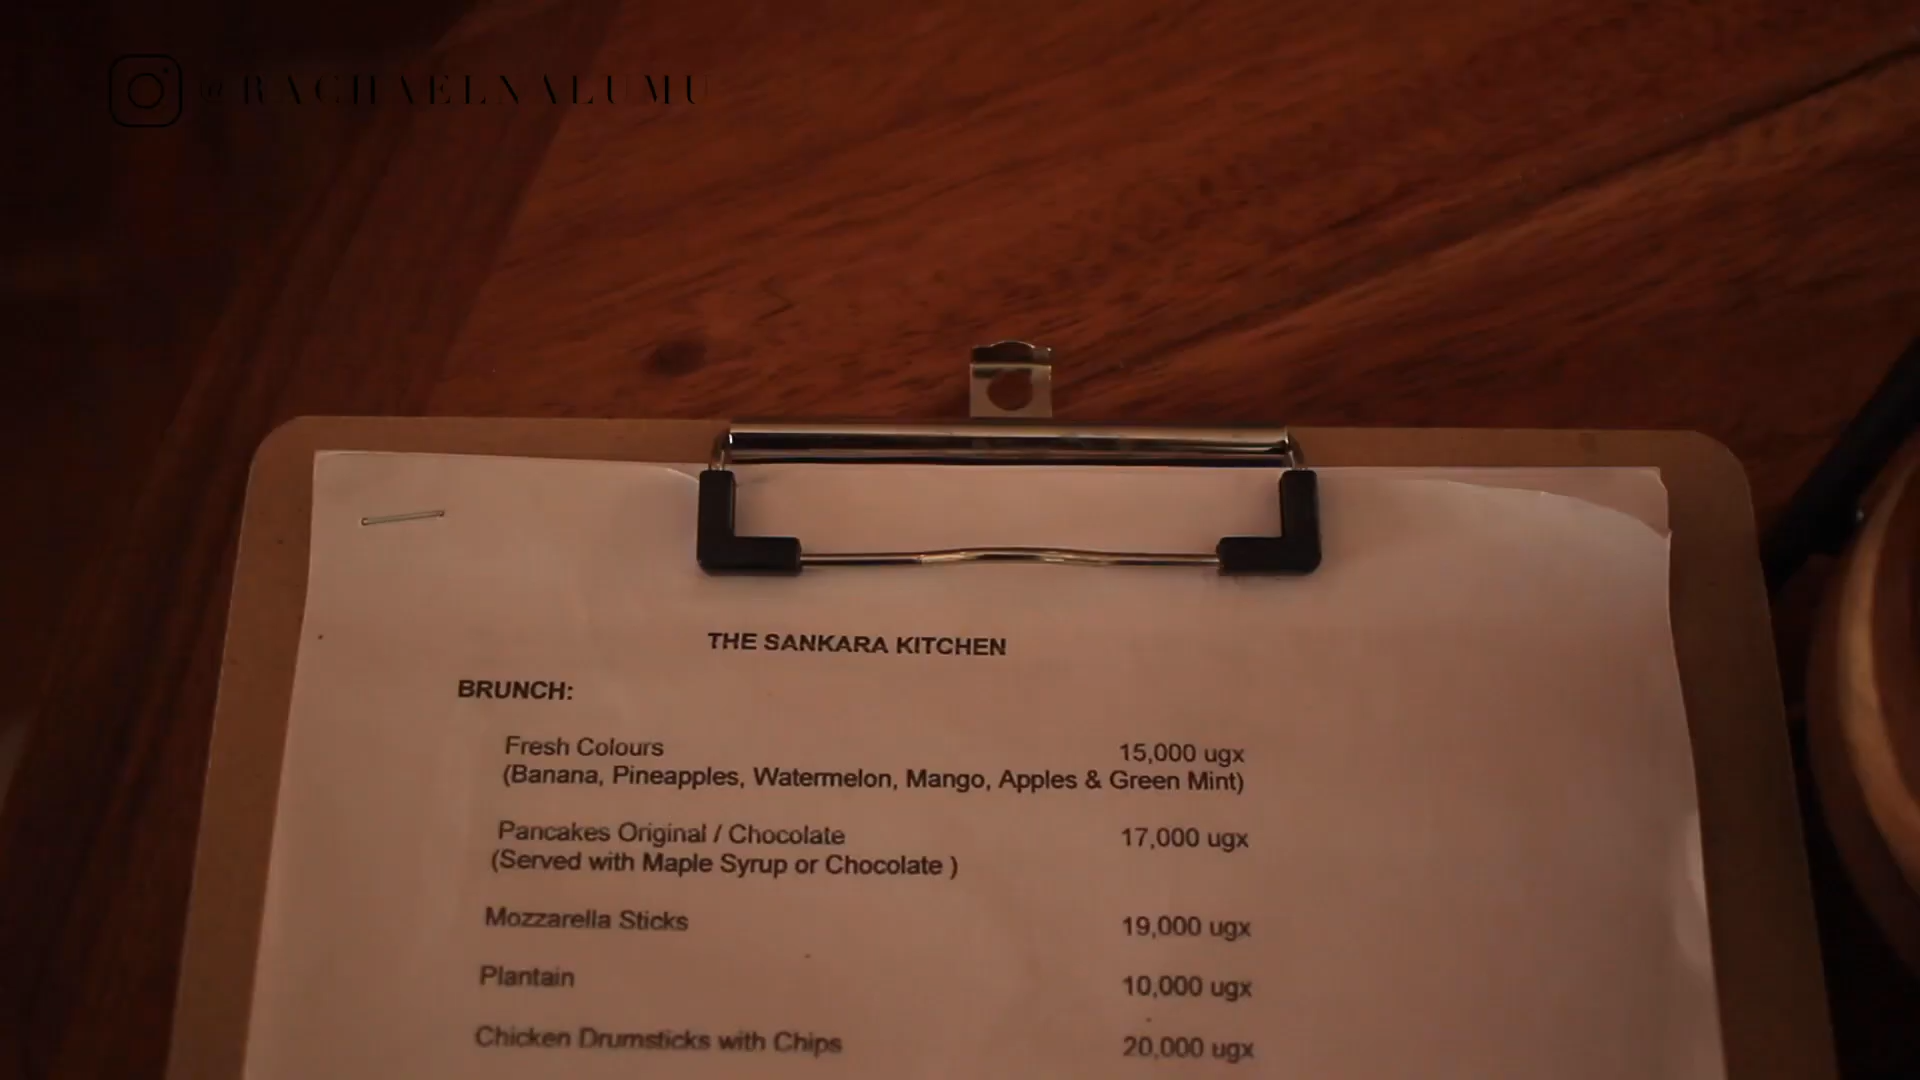 @RACHAELNALUMU
THE SANKARA KITCHEN
BRUNCH:
Fresh Colours 15,000 ugx
(Banana, Pineapples, Watermelon, Mango, Apples & Green Mint)
Pancakes Original / Chocolate 17,000 ugx
(Served with Maple Syrup or Chocolate )
Mozzarella Sticks 19,000 ugx
Plantain 10,000 ugx
Chicken Drumsticks with Chips 20,000 ugx